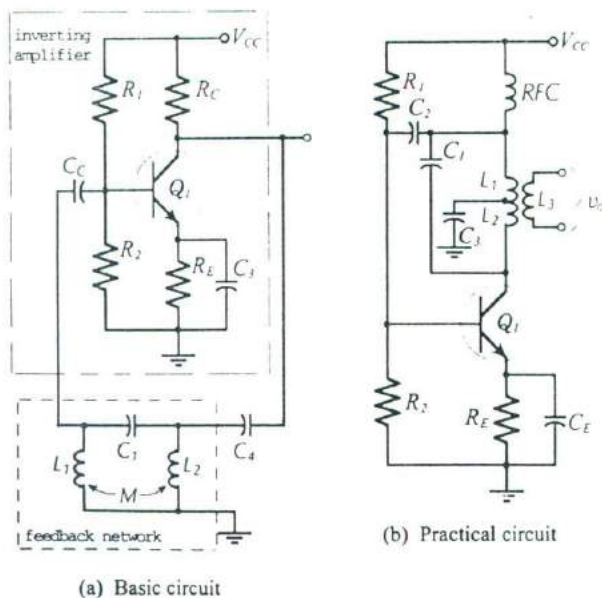 inverting
amplifier
V_CC
R_1
R_C
C_C
Q_1
R_2
R_E
C_3
L_1
C_1
L_2
C_4
M
feedback network
(a) Basic circuit
V_CC
R_1
RFC
C_2
C_1
L_1
L_2
L_3
C_3
Q_1
R_2
R_E
C_E
(b) Practical circuit